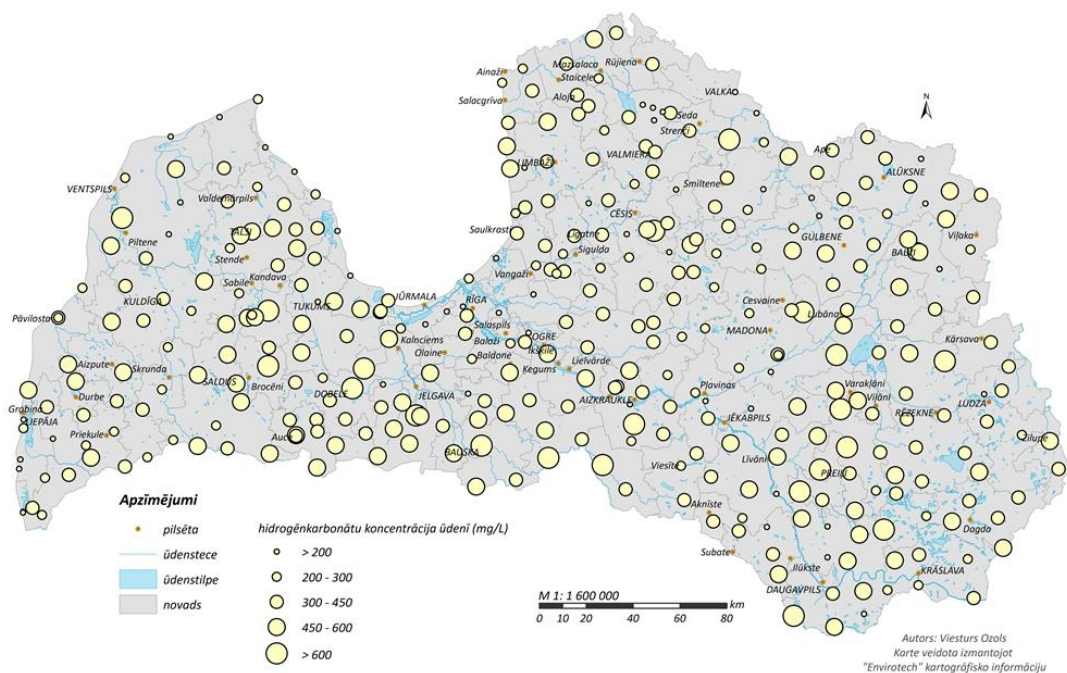 Mazsalaca
Rūjiena
Ainaži
Staicele
Salacgrīva
Aloja
VALKA
N
Seda
Strenči
VALMIERA
Ape
LIMBAŽI
ALŪKSNE
VENTSPILS
Valdemārpils
Smiltene
CĒSIS
Piltene
TALSI
Saulkrasti
Līgatne
Sigulda
GULBENE
Viļaka
BALVI
Stende
Sabile
Kandava
Vangaži
KULDĪGA
TUKUMS
JŪRMALA
RĪGA
Cesvaine
Lubāna
Pāvilosta
Kalnciems
Salaspils
Baloži
OGRE
Ikšķile
MADONA
Kārsava
Olaine
Baldone
Ķegums
Lielvārde
Aizpute
Skrunda
SALDUS
Brocēni
DOBELE
JELGAVA
AIZKRAUKLE
Pļaviņas
Varakļāni
Viļāni
Durbe
Grobiņa
LIEPĀJA
RĒZEKNE
LUDZA
JĒKABPILS
Priekule
Auce
BAUSKA
Viesīte
Līvāni
PREIĻI
Zilupe
Aknīste
Dagda
Subate
Ilūkste
KRĀSLAVA
DAUGAVPILS
Apzīmējumi
pilsēta
ūdenstece
ūdenstilpe
novads
hidrogēnkarbonātu koncentrācija ūdenī (mg/L)
> 200
200 - 300
300 - 450
450 - 600
> 600
M 1: 1 600 000
0 10 20 40 60 80 km
Autors: Viesturs Ozols
Karte veidota izmantojot
"Envirotech" kartogrāfisko informāciju